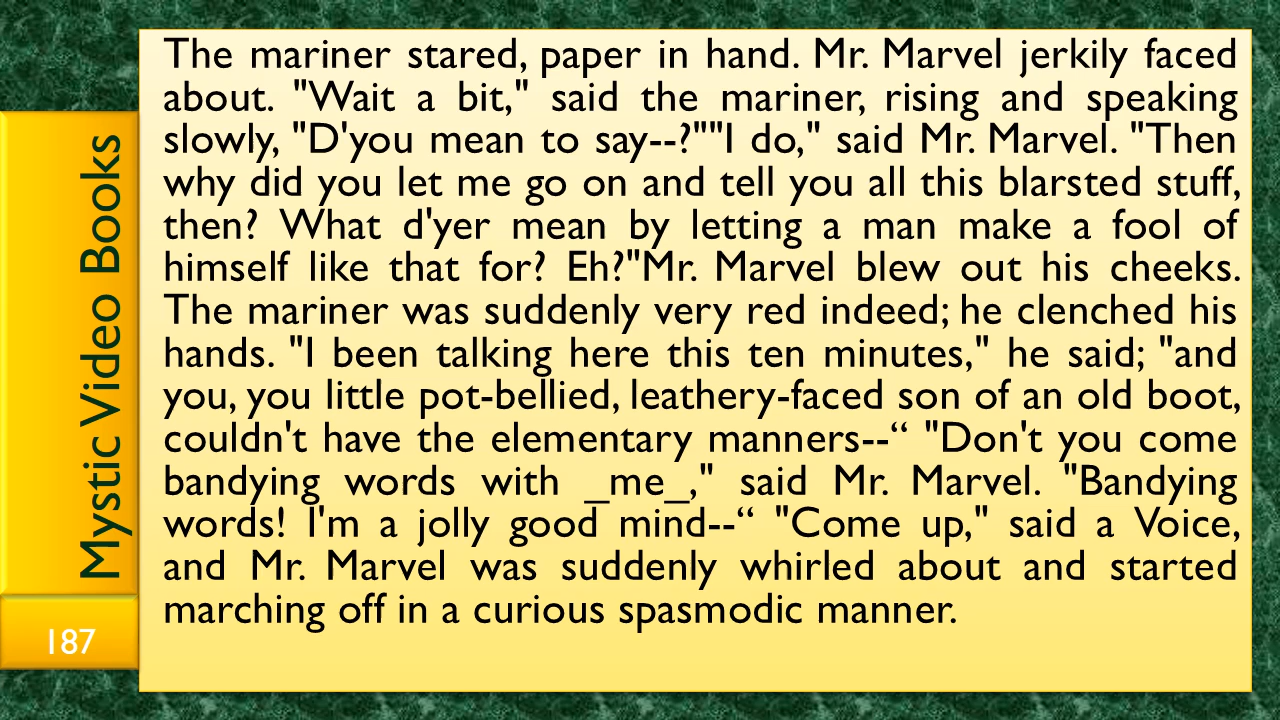 The mariner stared, paper in hand. Mr. Marvel jerkily faced
about. "Wait a bit," said the mariner, rising and speaking
slowly, "D'you mean to say--?""I do," said Mr. Marvel. "Then
why did you let me go on and tell you all this blarsted stuff,
then? What d'yer mean by letting a man make a fool of
himself like that for? Eh?"Mr. Marvel blew out his cheeks.
The mariner was suddenly very red indeed; he clenched his
hands. "I been talking here this ten minutes," he said; "and
you, you little pot-bellied, leathery-faced son of an old boot,
couldn't have the elementary manners--“ "Don't you come
bandying words with _me_," said Mr. Marvel. "Bandying
words! I'm a jolly good mind--“ "Come up," said a Voice,
and Mr. Marvel was suddenly whirled about and started
marching off in a curious spasmodic manner.
Mystic Video Books
187